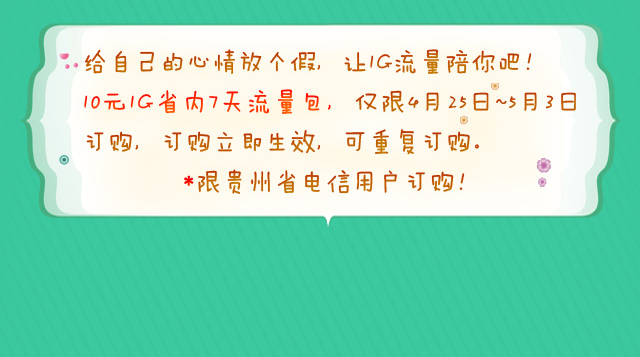 给自己的心情放个假，让1G流量陪你吧！
10元1G省内7天流量包，仅限4月25日~5月3日
订购，订购立即生效，可重复订购。
*限贵州省电信用户订购！